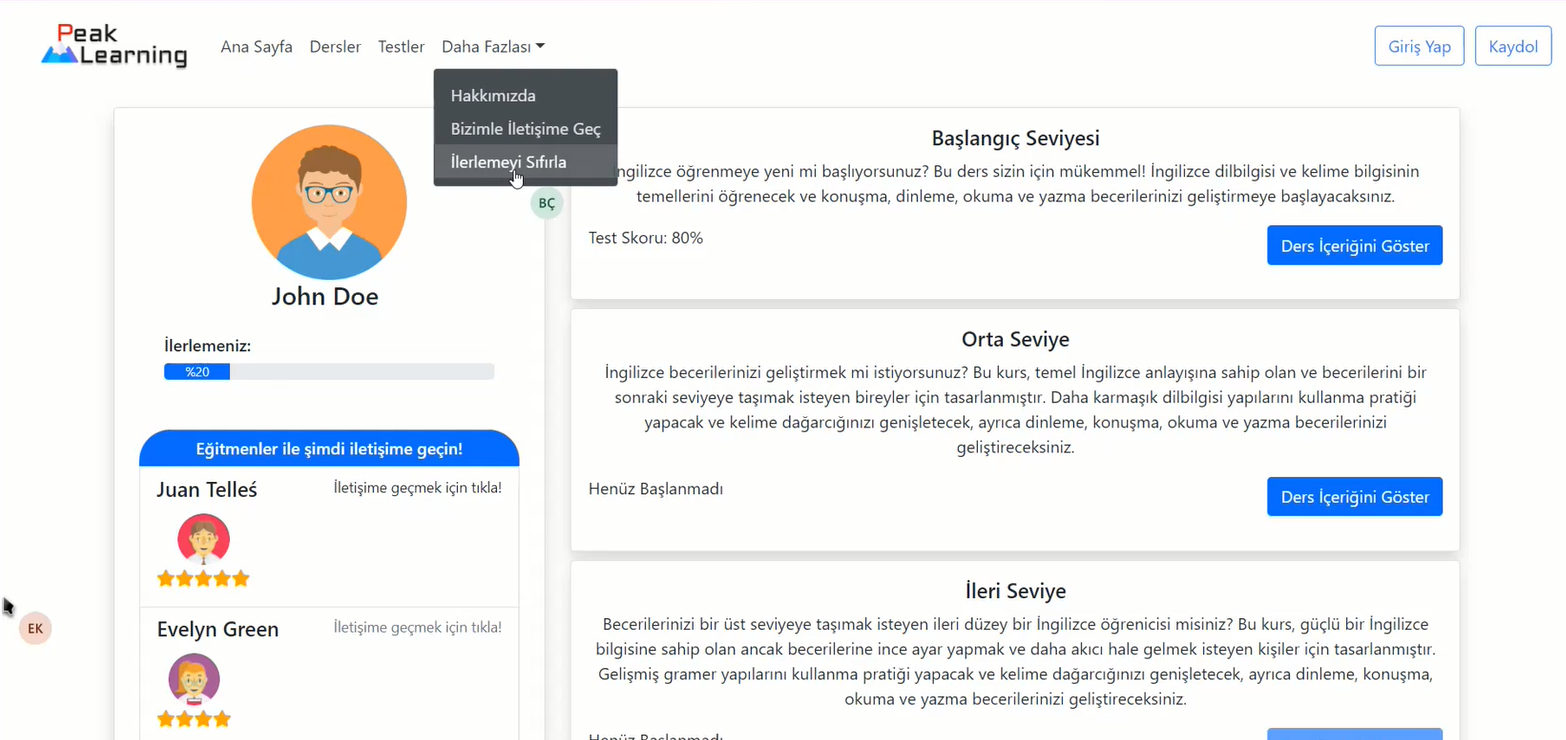 Peak
Learning
Ana Sayfa
Dersler
Testler
Daha Fazlası
Giriş Yap
Kaydol
Hakkımızda
Bizimle İletişime Geç
İlerlemeyi Sıfırla
BÇ
John Doe
İlerlemeniz:
%20
Eğitmenler ile şimdi iletişime geçin!
Juan Telleś
İletişime geçmek için tıkla!
EK
Evelyn Green
İletişime geçmek için tıkla!
Başlangıç Seviyesi
ngilizce öğrenmeye yeni mi başlıyorsunuz? Bu ders sizin için mükemmel! İngilizce dilbilgisi ve kelime bilgisinin
temellerini öğrenecek ve konuşma, dinleme, okuma ve yazma becerilerinizi geliştirmeye başlayacaksınız.
Test Skoru: 80%
Ders İçeriğini Göster
Orta Seviye
İngilizce becerilerinizi geliştirmek mi istiyorsunuz? Bu kurs, temel İngilizce anlayışına sahip olan ve becerilerini bir
sonraki seviyeye taşımak isteyen bireyler için tasarlanmıştır. Daha karmaşık dilbilgisi yapılarını kullanma pratiği
yapacak ve kelime dağarcığınızı genişletecek, ayrıca dinleme, konuşma, okuma ve yazma becerilerinizi
geliştireceksiniz.
Henüz Başlanmadı
Ders İçeriğini Göster
İleri Seviye
Becerilerinizi bir üst seviyeye taşımak isteyen ileri düzey bir İngilizce öğrenicisi misiniz? Bu kurs, güçlü bir İngilizce
bilgisine sahip olan ancak becerilerine ince ayar yapmak ve daha akıcı hale gelmek isteyen kişiler için tasarlanmıştır.
Gelişmiş gramer yapılarını kullanma pratiği yapacak ve kelime dağarcığınızı genişletecek, ayrıca dinleme, konuşma,
okuma ve yazma becerilerinizi geliştireceksiniz.
Henüz Başlanmadı